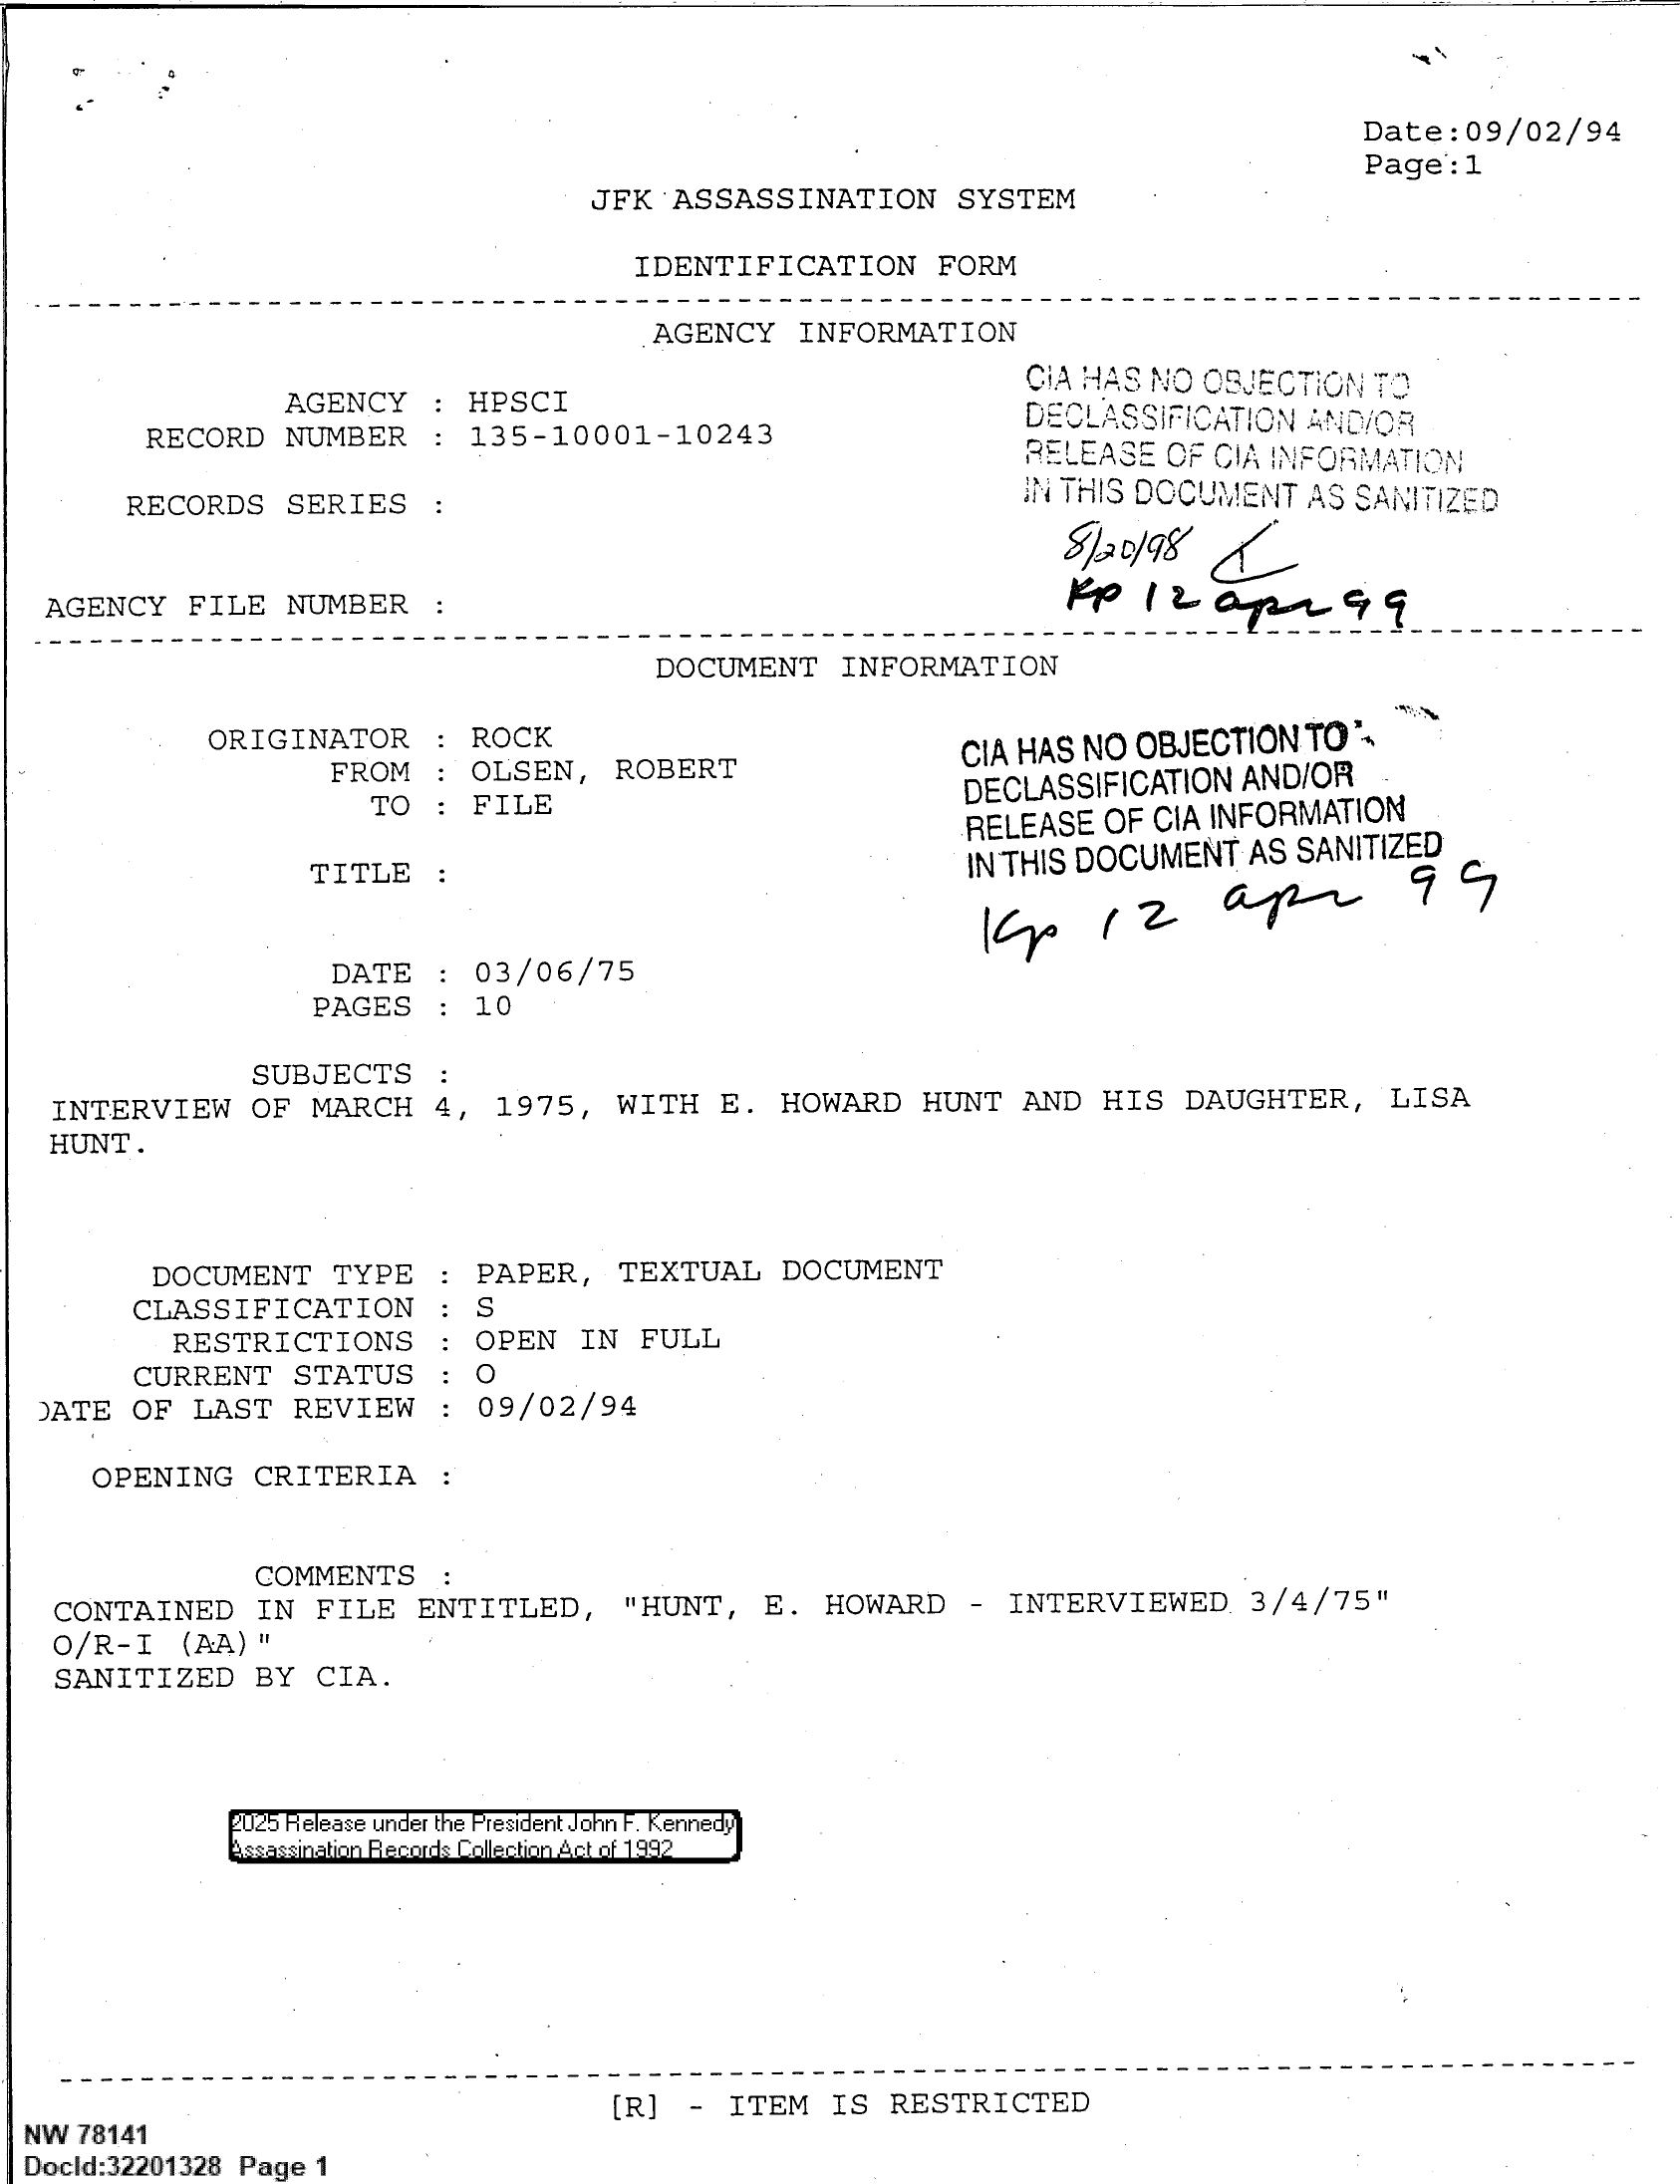 Date:09/02/94
Page:1
JFK ASSASSINATION SYSTEM
IDENTIFICATION FORM
AGENCY INFORMATION
CIA HAS NO OBJECTION TO
DECLASSIFICATION AND/OR
RELEASE OF CIA INFORMATION
IN THIS DOCUMENT AS SANITIZED
8/20/98
KP 12 apr 99
AGENCY : HPSCI
RECORD NUMBER : 135-10001-10243
RECORDS SERIES :
AGENCY FILE NUMBER :
DOCUMENT INFORMATION
ORIGINATOR : ROCK
FROM : OLSEN, ROBERT
TO : FILE
TITLE :
CIA HAS NO OBJECTION TO
DECLASSIFICATION AND/OR
RELEASE OF CIA INFORMATION
IN THIS DOCUMENT AS SANITIZED
Kp 12 apr 99
DATE : 03/06/75
PAGES : 10
SUBJECTS :
INTERVIEW OF MARCH 4, 1975, WITH E. HOWARD HUNT AND HIS DAUGHTER, LISA
HUNT.
DOCUMENT TYPE : PAPER, TEXTUAL DOCUMENT
CLASSIFICATION : S
RESTRICTIONS : OPEN IN FULL
CURRENT STATUS : O
DATE OF LAST REVIEW : 09/02/94
OPENING CRITERIA :
COMMENTS :
CONTAINED IN FILE ENTITLED, "HUNT, E. HOWARD - INTERVIEWED 3/4/75"
O/R-I (AA)"
SANITIZED BY CIA.
2025 Release under the President John F. Kennedy
Assassination Records Collection Act of 1992
[R] - ITEM IS RESTRICTED
NW 78141
DocId:32201328 Page 1